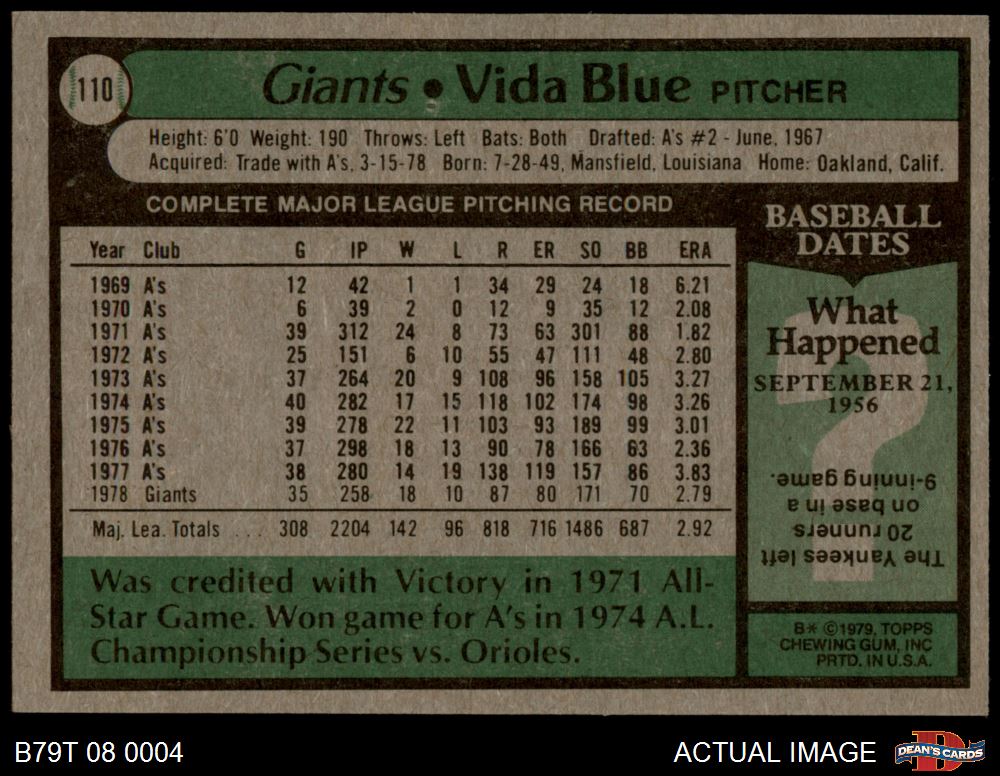 110
Giants • Vida Blue PITCHER
Height: 6'0 Weight: 190 Throws: Left Bats: Both Drafted: A's #2 - June, 1967
Acquired: Trade with A's, 3-15-78 Born: 7-28-49, Mansfield, Louisiana Home: Oakland, Calif.
COMPLETE MAJOR LEAGUE PITCHING RECORD
Year Club G IP W L R ER SO BB ERA
1969 A's 12 42 1 1 34 29 24 18 6.21
1970 A's 6 39 2 0 12 9 35 12 2.08
1971 A's 39 312 24 8 73 63 301 88 1.82
1972 A's 25 151 6 10 55 47 111 48 2.80
1973 A's 37 264 20 9 108 96 158 105 3.27
1974 A's 40 282 17 15 118 102 174 98 3.26
1975 A's 39 278 22 11 103 93 189 99 3.01
1976 A's 37 298 18 13 90 78 166 63 2.36
1977 A's 38 280 14 19 138 119 157 86 3.83
1978 Giants 35 258 18 10 87 80 171 70 2.79
Maj. Lea. Totals ... 308 2204 142 96 818 716 1486 687 2.92
Was credited with Victory in 1971 All-
Star Game. Won game for A's in 1974 A.L.
Championship Series vs. Orioles.
BASEBALL
DATES
What
Happened
SEPTEMBER 21,
1956
?
The Yankees left
20 runners
on base in a
9-inning game.
B* ©1979, TOPPS
CHEWING GUM, INC
PRTD. IN U.S.A.
B79T 08 0004
ACTUAL IMAGE
D
DEAN'S CARDS